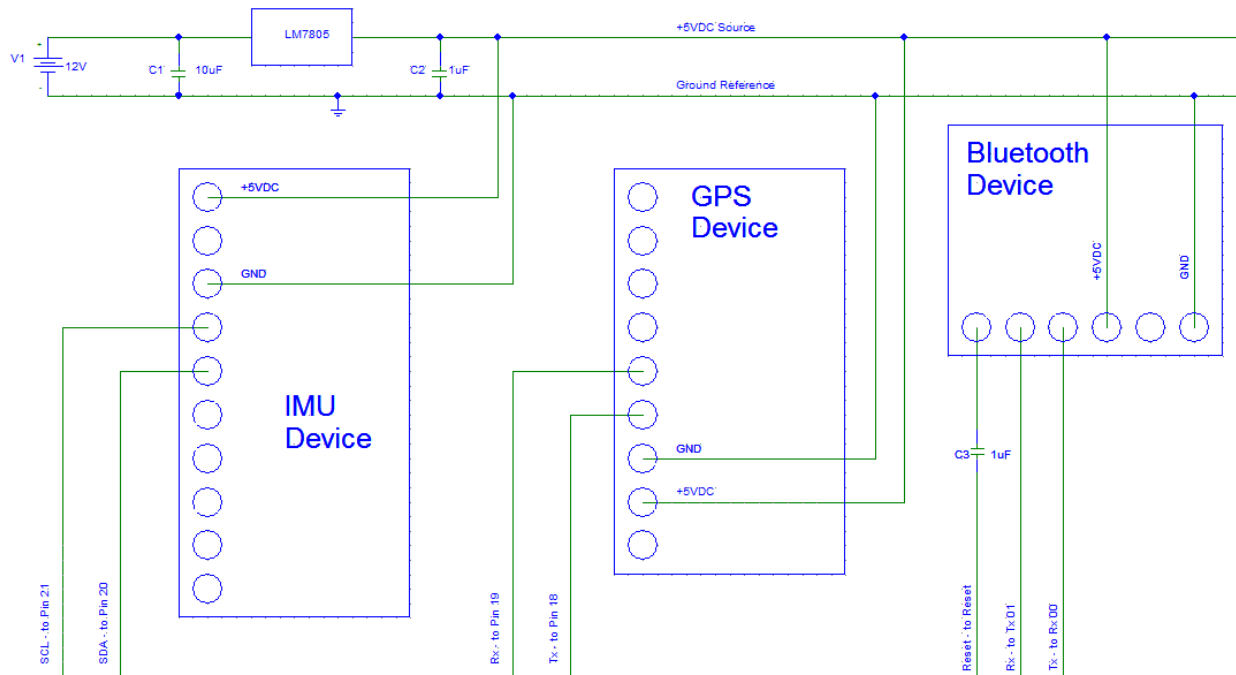 +5VDC Source
LM7805
+
V1
12V
C1
10uF
C2
1uF
-
Ground Reference
Bluetooth
Device
+5VDC
GND
+5VDC
GND
IMU
Device
GPS
Device
GND
+5VDC
C3
1uF
SCL - to Pin 21
SDA - to Pin 20
Rx - to Pin 19
Tx - to Pin 18
Reset - to Reset
Rx - to Tx 01
Tx - to Rx 00